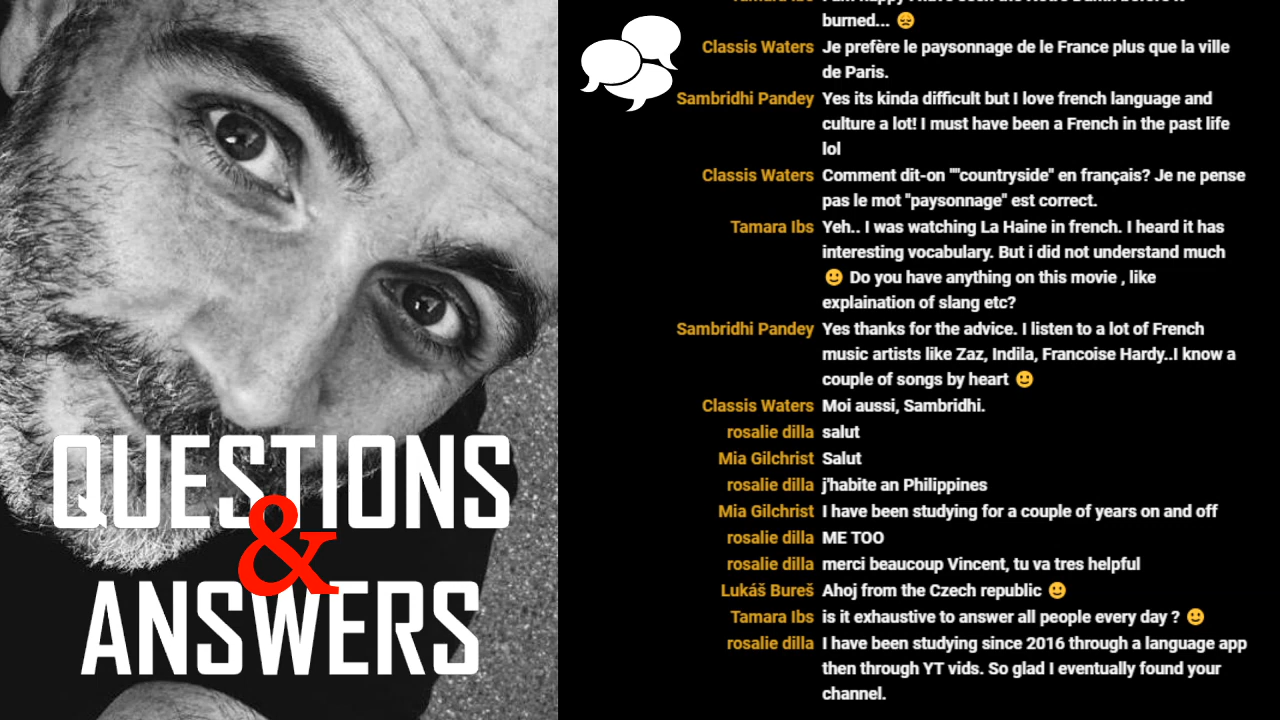 QUESTIONS
&
ANSWERS
burned... 😔
Classis Waters Je prefère le paysonnage de le France plus que la ville
de Paris.
Sambridhi Pandey Yes its kinda difficult but I love french language and
culture a lot! I must have been a French in the past life
lol
Classis Waters Comment dit-on ""countryside" en français? Je ne pense
pas le mot "paysonnage" est correct.
Tamara Ibs Yeh.. I was watching La Haine in french. I heard it has
interesting vocabulary. But i did not understand much
🙂 Do you have anything on this movie , like
explaination of slang etc?
Sambridhi Pandey Yes thanks for the advice. I listen to a lot of French
music artists like Zaz, Indila, Francoise Hardy..I know a
couple of songs by heart 🙂
Classis Waters Moi aussi, Sambridhi.
rosalie dilla salut
Mia Gilchrist Salut
rosalie dilla j'habite an Philippines
Mia Gilchrist I have been studying for a couple of years on and off
rosalie dilla ME TOO
rosalie dilla merci beaucoup Vincent, tu va tres helpful
Lukáš Bureš Ahoj from the Czech republic 🙂
Tamara Ibs is it exhaustive to answer all people every day ? 🙂
rosalie dilla I have been studying since 2016 through a language app
then through YT vids. So glad I eventually found your
channel.